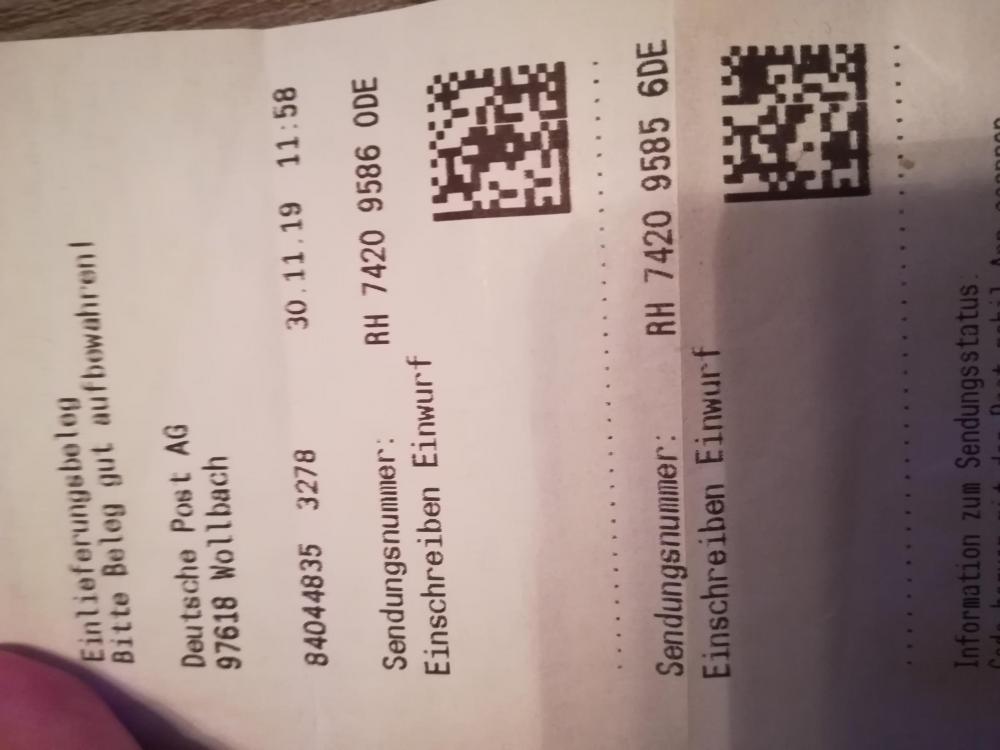 Einlieferungsbeleg
Bitte Beleg gut aufbewahren!
Deutsche Post AG
97618 Wollbach
84044835 3278 30.11.19 11:58
Sendungsnummer: RH 7420 9586 0DE
Einschreiben Einwurf
Sendungsnummer: RH 7420 9585 6DE
Einschreiben Einwurf
Information zum Sendungsstatus: